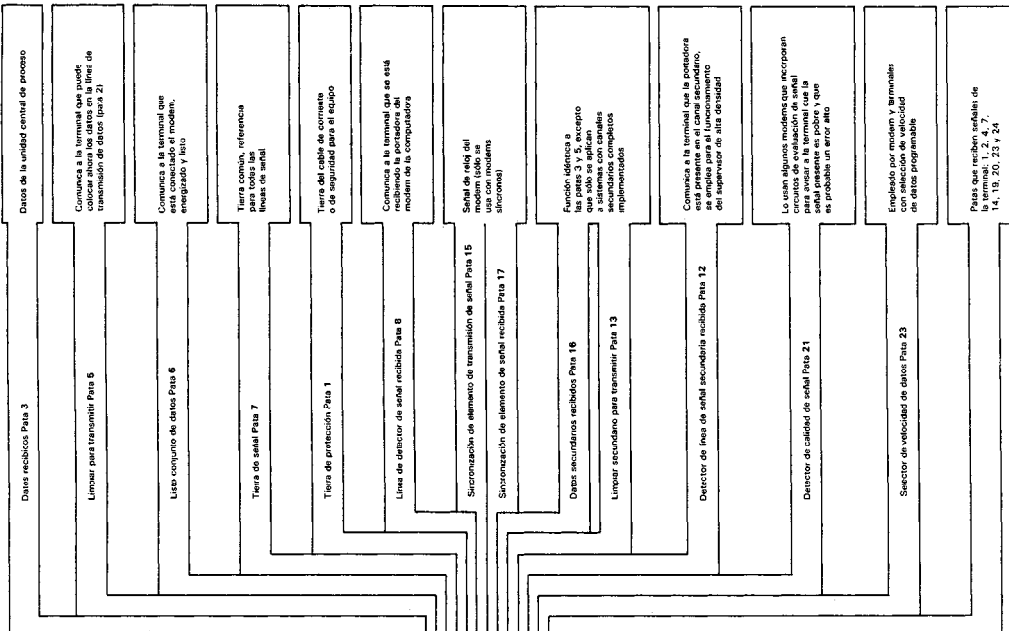 Datos de la unidad central de proceso
Comunica a la terminal que puede
colocar ahora los datos en la línea de
transmisión de datos (pata 2)
Comunica a la terminal que
está conectado el modem,
energizado y listo
Tierra común, referencia
para todas las
líneas de señal
Tierra del cable de corriente
o de seguridad para el equipo
Comunica a la terminal que se está
recibiendo la portadora del
modem de la computadora
Señal de reloj del
modem (sólo se
usa con modems
síncronos)
Función idéntica a
las patas 3 y 5, excepto
que sólo se aplican
a sistemas con canales
secundarios completos
implementados
Comunica a la terminal que la portadora
está presente en el canal secundario,
se emplea para el funcionamiento
del supervisor de alta densidad
Lo usan algunos modems que incorporan
circuitos de evaluación de señal
para avisar a la terminal cue la
señal presente es pobre y que
es probable un error alto
Empleado por modem y terminales
con selección de velocidad
de datos programable
Patas que reciben señales de
la terminal: 1, 2, 4, 7,
14, 19, 20, 23 y 24
Datos recibidos Pata 3
Limpiar para transmitir Pata 5
Listo conjunto de datos Pata 6
Tierra de señal Pata 7
Tierra de protección Pata 1
Línea de detector de señal recibida Pata 8
Sincronización de elemento de transmisión de señal Pata 15
Sincronización de elemento de señal recibida Pata 17
Datos secundarios recibidos Pata 16
Limpiar secundario para transmitir Pata 13
Detector de línea de señal secundaria recibida Pata 12
Detector de calidad de señal Pata 21
Selector de velocidad de datos Pata 23